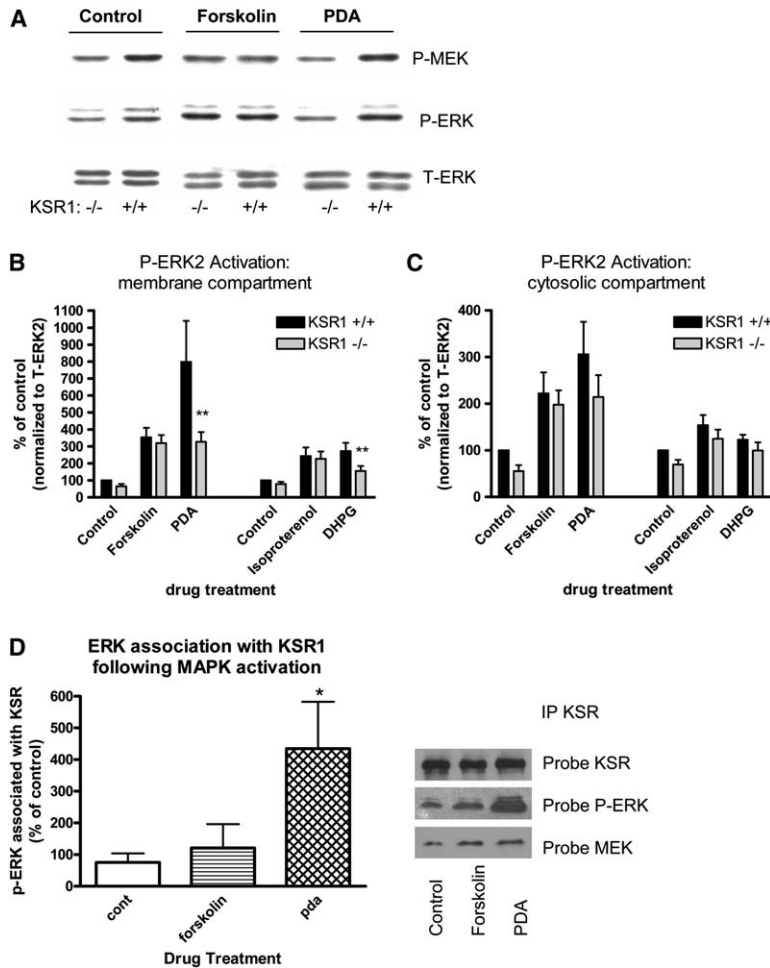 A
Control Forskolin PDA
P-MEK
P-ERK
T-ERK
KSR1: -/- +/+ -/- +/+ -/- +/+
B
P-ERK2 Activation:
membrane compartment
% of control
(normalized to T-ERK2)
1100
1000
900
800
700
600
500
400
300
200
100
0
KSR1 +/+
KSR1 -/-
**
**
Control Forskolin PDA Control Isoproterenol DHPG
drug treatment
C
P-ERK2 Activation:
cytosolic compartment
% of control
(normalized to T-ERK2)
400
300
200
100
0
KSR1 +/+
KSR1 -/-
Control Forskolin PDA Control Isoproterenol DHPG
drug treatment
D
ERK association with KSR1
following MAPK activation
p-ERK associated with KSR
(% of control)
600
500
400
300
200
100
0
*
cont forskolin pda
Drug Treatment
IP KSR
Probe KSR
Probe P-ERK
Probe MEK
Control Forskolin PDA